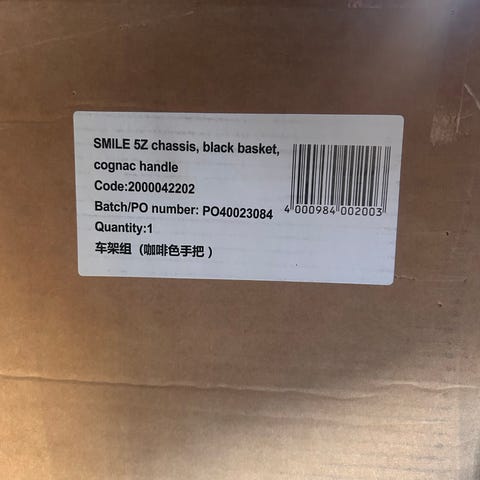 SMILE 5Z chassis, black basket,
cognac handle
Code:2000042202
Batch/PO number: PO40023084
Quantity:1
车架组（咖啡色手把 ）
4 000984 002003